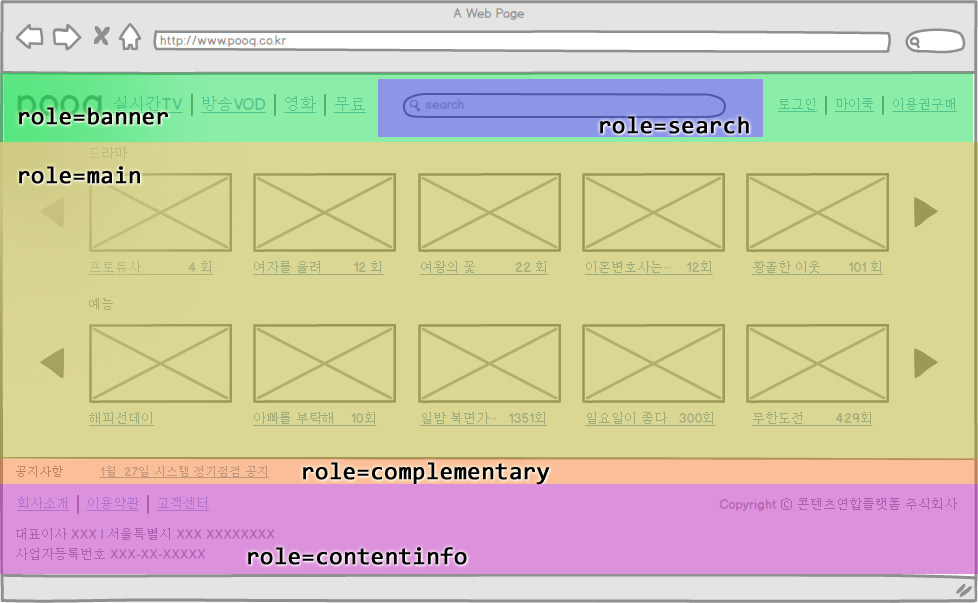 A Web Page
http://www.pooq.co.kr
pooq 실시간TV | 방송VOD | 영화 | 무료 search 로그인 | 마이쭉 | 이용권구매
role=banner role=search
드라마
role=main
프로듀사 4 회 여자를 울려 12 회 여왕의 꽃 22 회 이혼변호사는… 12회 황홀한 이웃 101 회
예능
해피선데이 아빠를 부탁해 10회 일밤 복면가… 1351회 일요일이 좋다 300회 무한도전 429회
공지사항 1월 27일 시스템 정기점검 공지 role=complementary
회사소개 | 이용약관 | 고객센터 Copyright ⓒ 콘텐츠연합플랫폼 주식회사
대표이사 XXX | 서울특별시 XXX XXXXXXXX
사업자등록번호 XXX-XX-XXXXX
role=contentinfo